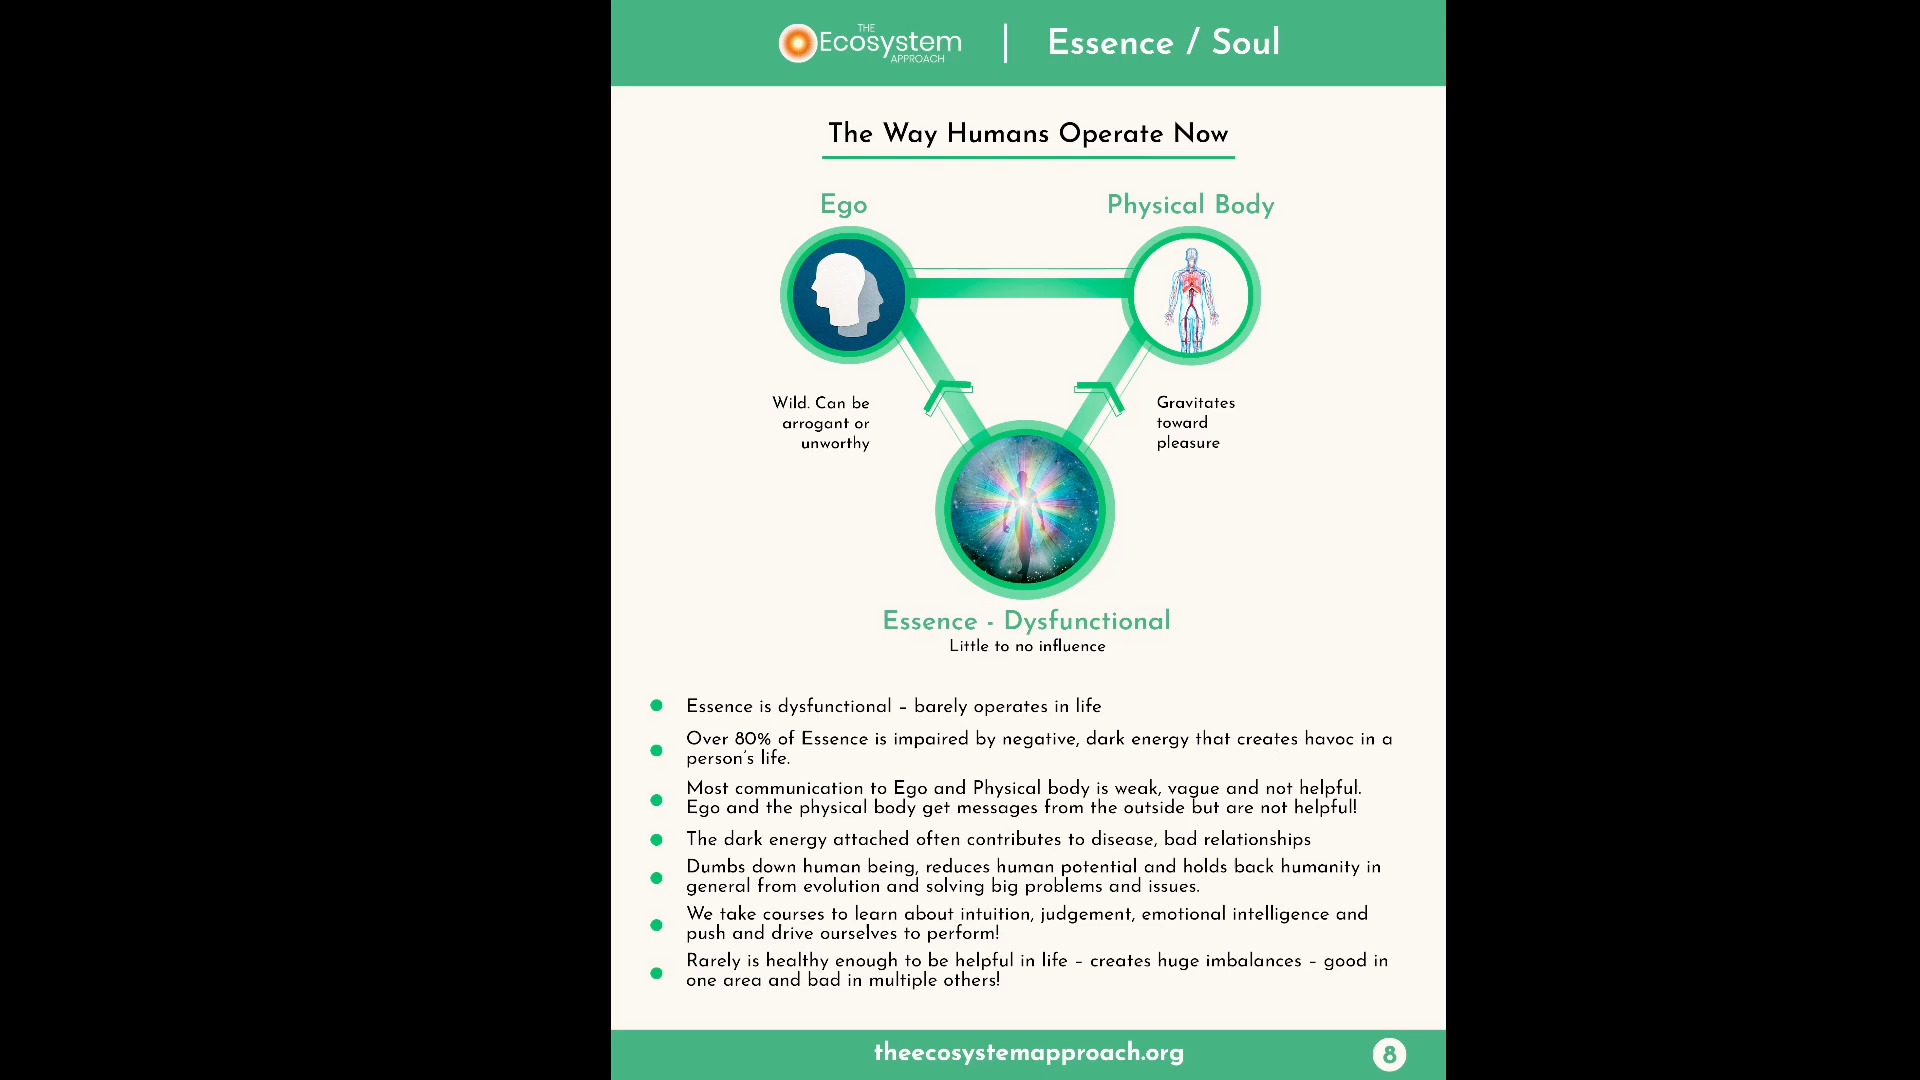 THE
Ecosystem
APPROACH
Essence / Soul
The Way Humans Operate Now
Ego
Physical Body
Wild. Can be
arrogant or
unworthy
Gravitates
toward
pleasure
Essence - Dysfunctional
Little to no influence
Essence is dysfunctional – barely operates in life
Over 80% of Essence is impaired by negative, dark energy that creates havoc in a
person's life.
Most communication to Ego and Physical body is weak, vague and not helpful.
Ego and the physical body get messages from the outside but are not helpful!
The dark energy attached often contributes to disease, bad relationships
Dumbs down human being, reduces human potential and holds back humanity in
general from evolution and solving big problems and issues.
We take courses to learn about intuition, judgement, emotional intelligence and
push and drive ourselves to perform!
Rarely is healthy enough to be helpful in life – creates huge imbalances – good in
one area and bad in multiple others!
theecosystemapproach.org
8